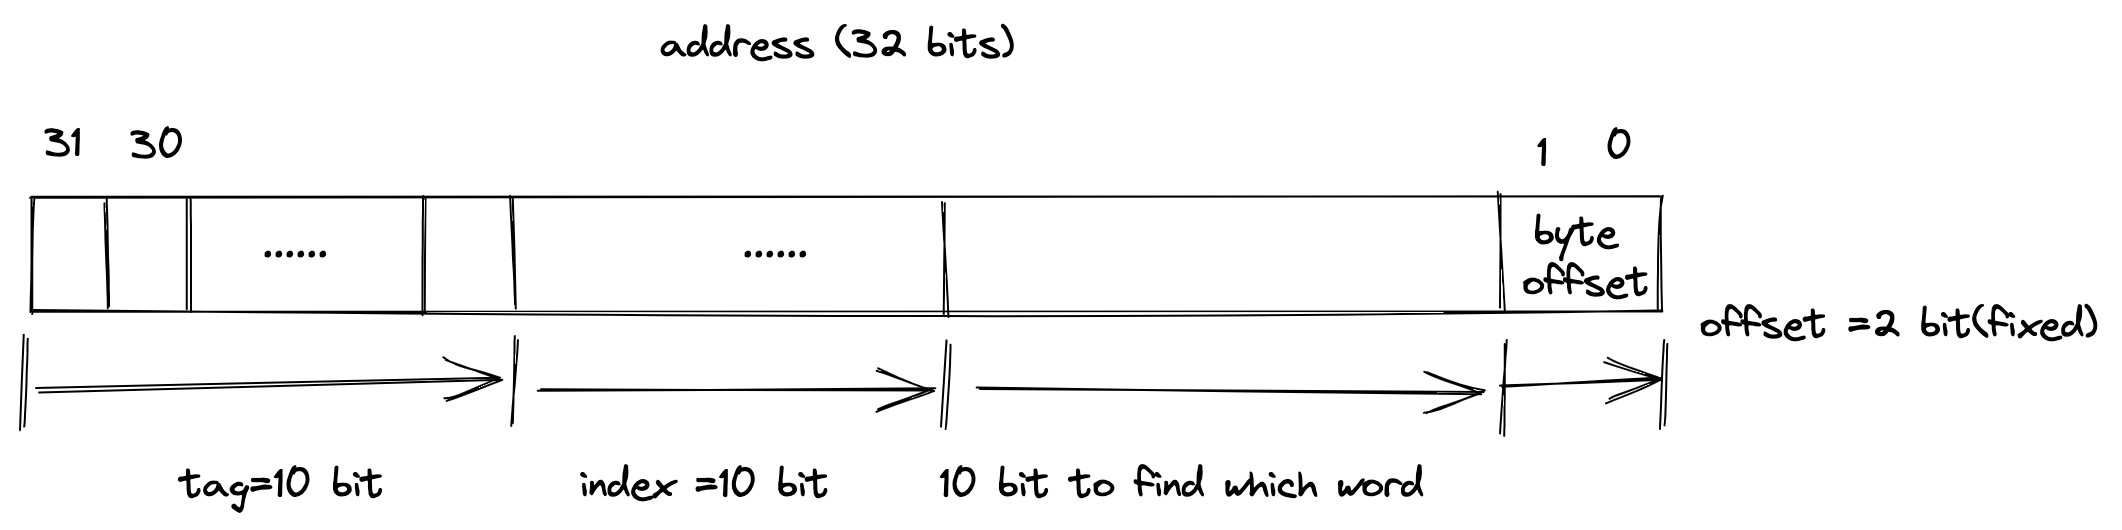 address (32 bits)
31 30 1 0
...... ...... byte
offset
offset =2 bit(fixed)
tag=10 bit index =10 bit 10 bit to find which word